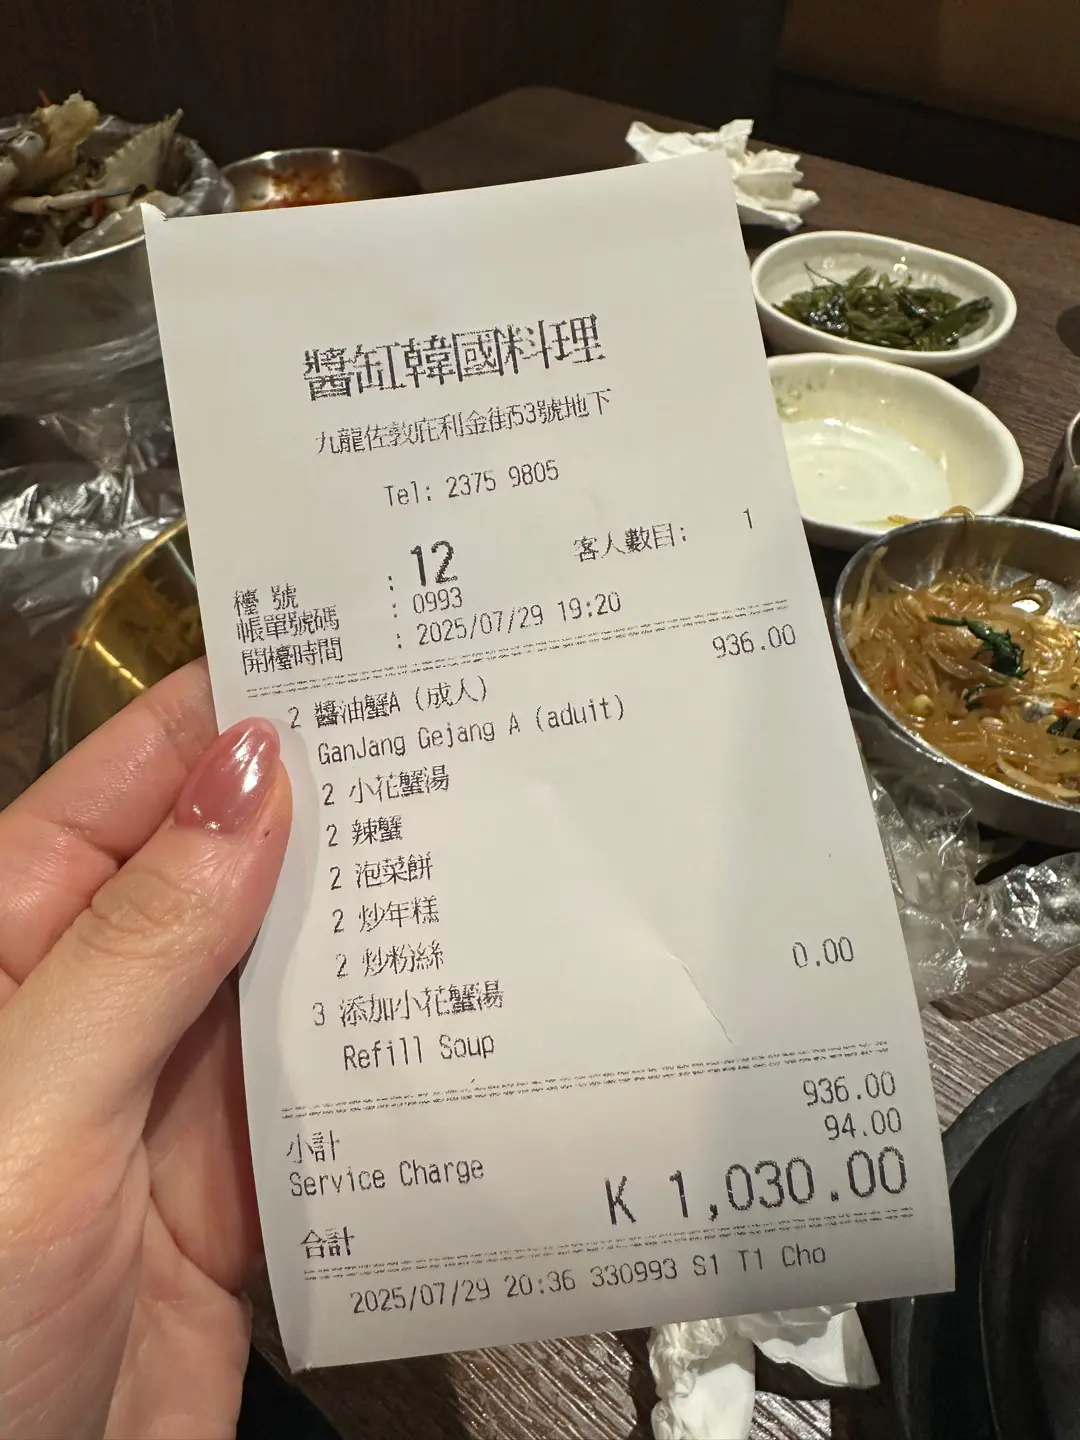 醬缸韓國料理
九龍佐敦庇利金街53號地下
Tel: 2375 9805
檯 號 : 12 客人數目: 1
帳單號碼 : 0993
開檯時間 : 2025/07/29 19:20
2 醬油蟹A (成人) 936.00
GanJang Gejang A (aduit)
2 小花蟹湯
2 辣蟹
2 泡菜餅
2 炒年糕
2 炒粉絲
3 添加小花蟹湯 0.00
Refill Soup
小計 936.00
Service Charge 94.00
合計 K 1,030.00
2025/07/29 20:36 330993 S1 T1 Cho